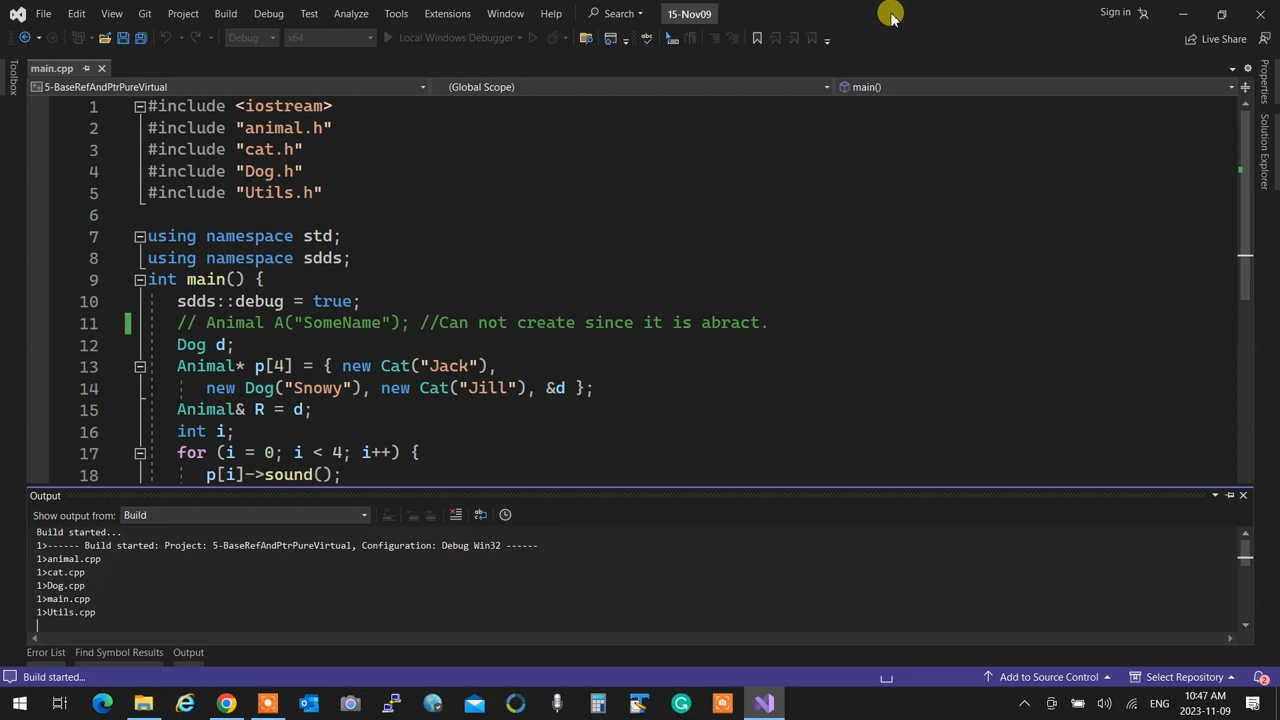 File Edit View Git Project Build Debug Test Analyze Tools Extensions Window Help Search 15-Nov09 Sign in
Debug x64 Local Windows Debugger Live Share
Toolbox
main.cpp
5-BaseRefAndPtrPureVirtual (Global Scope) main()
1 #include <iostream>
2 #include "animal.h"
3 #include "cat.h"
4 #include "Dog.h"
5 #include "Utils.h"
6
7 using namespace std;
8 using namespace sdds;
9 int main() {
10 sdds::debug = true;
11 // Animal A("SomeName"); //Can not create since it is abract.
12 Dog d;
13 Animal* p[4] = { new Cat("Jack"),
14 new Dog("Snowy"), new Cat("Jill"), &d };
15 Animal& R = d;
16 int i;
17 for (i = 0; i < 4; i++) {
18 p[i]->sound();
Properties
Solution Explorer
Output
Show output from: Build
Build started...
1>------ Build started: Project: 5-BaseRefAndPtrPureVirtual, Configuration: Debug Win32 ------
1>animal.cpp
1>cat.cpp
1>Dog.cpp
1>main.cpp
1>Utils.cpp
Error List Find Symbol Results Output
Build started... Add to Source Control Select Repository 2
ENG
10:47 AM
2023-11-09
2